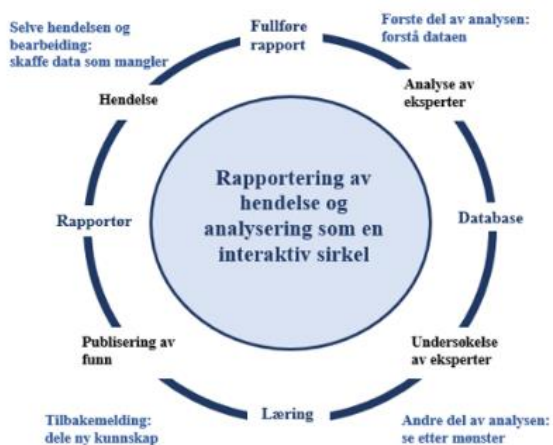 Selve hendelsen og
bearbeiding:
skaffe data som mangler
Fullføre
rapport
Første del av analysen:
forstå dataen
Hendelse
Analyse av
eksperter
Rapportering av
hendelse og
analysering som en
interaktiv sirkel
Rapportør
Database
Publisering av
funn
Undersøkelse
av eksperter
Læring
Tilbakemelding:
dele ny kunnskap
Andre del av analysen:
se etter mønster